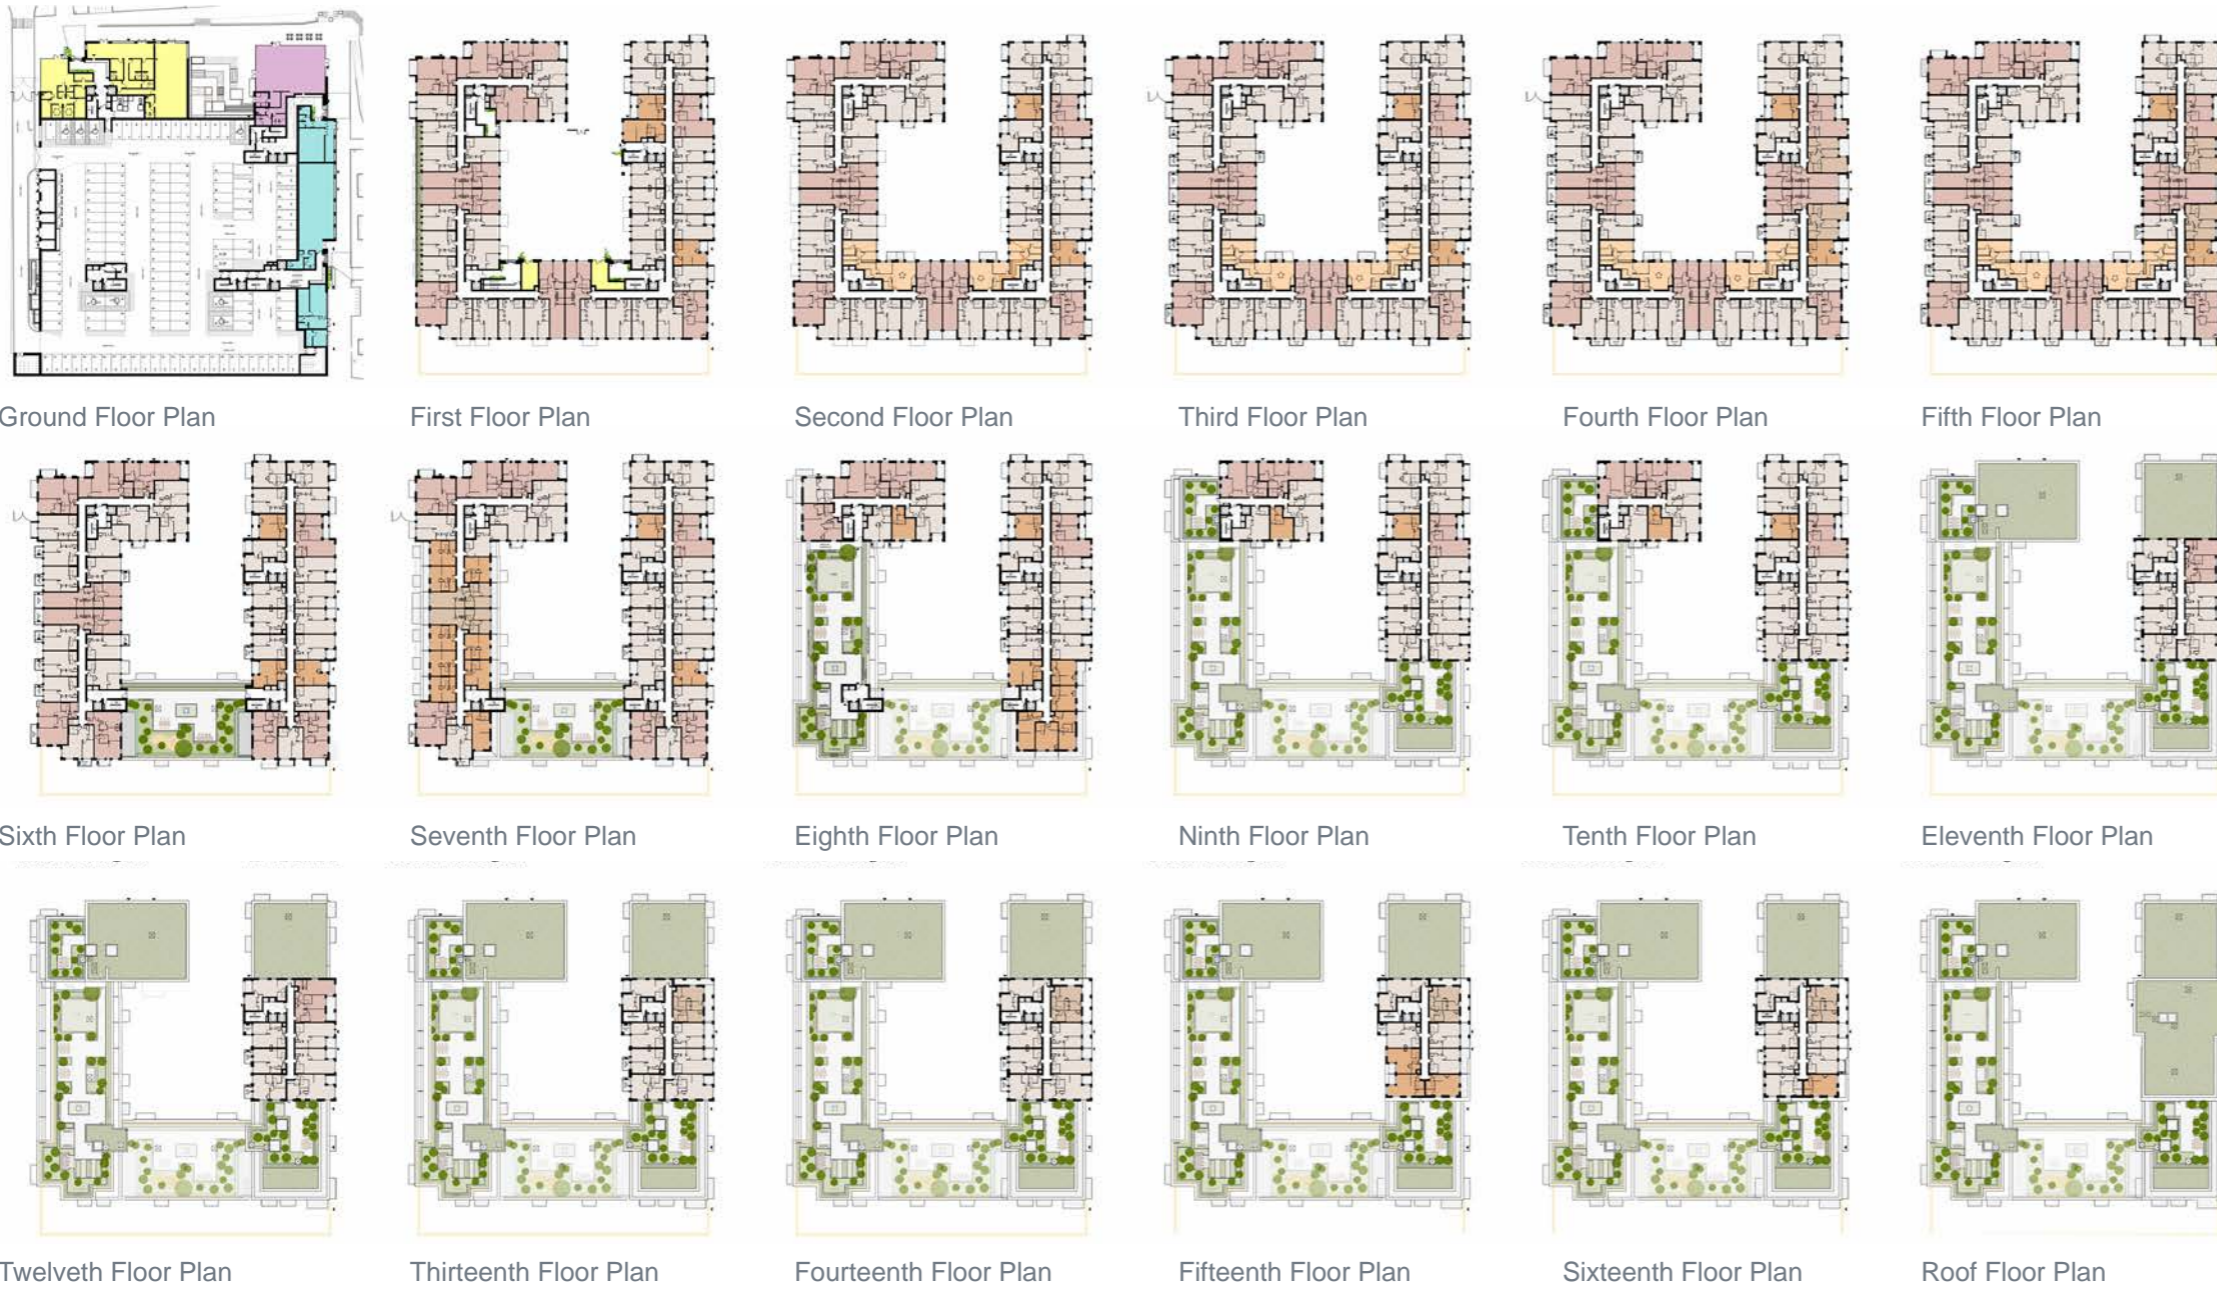 Ground Floor Plan
First Floor Plan
Second Floor Plan
Third Floor Plan
Fourth Floor Plan
Fifth Floor Plan
Sixth Floor Plan
Seventh Floor Plan
Eighth Floor Plan
Ninth Floor Plan
Tenth Floor Plan
Eleventh Floor Plan
Twelveth Floor Plan
Thirteenth Floor Plan
Fourteenth Floor Plan
Fifteenth Floor Plan
Sixteenth Floor Plan
Roof Floor Plan